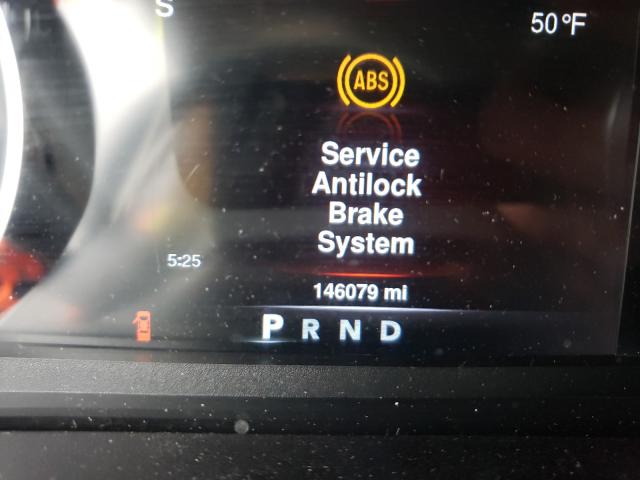 S
50°F
ABS
Service
Antilock
Brake
System
5:25
146079 mi
P R N D